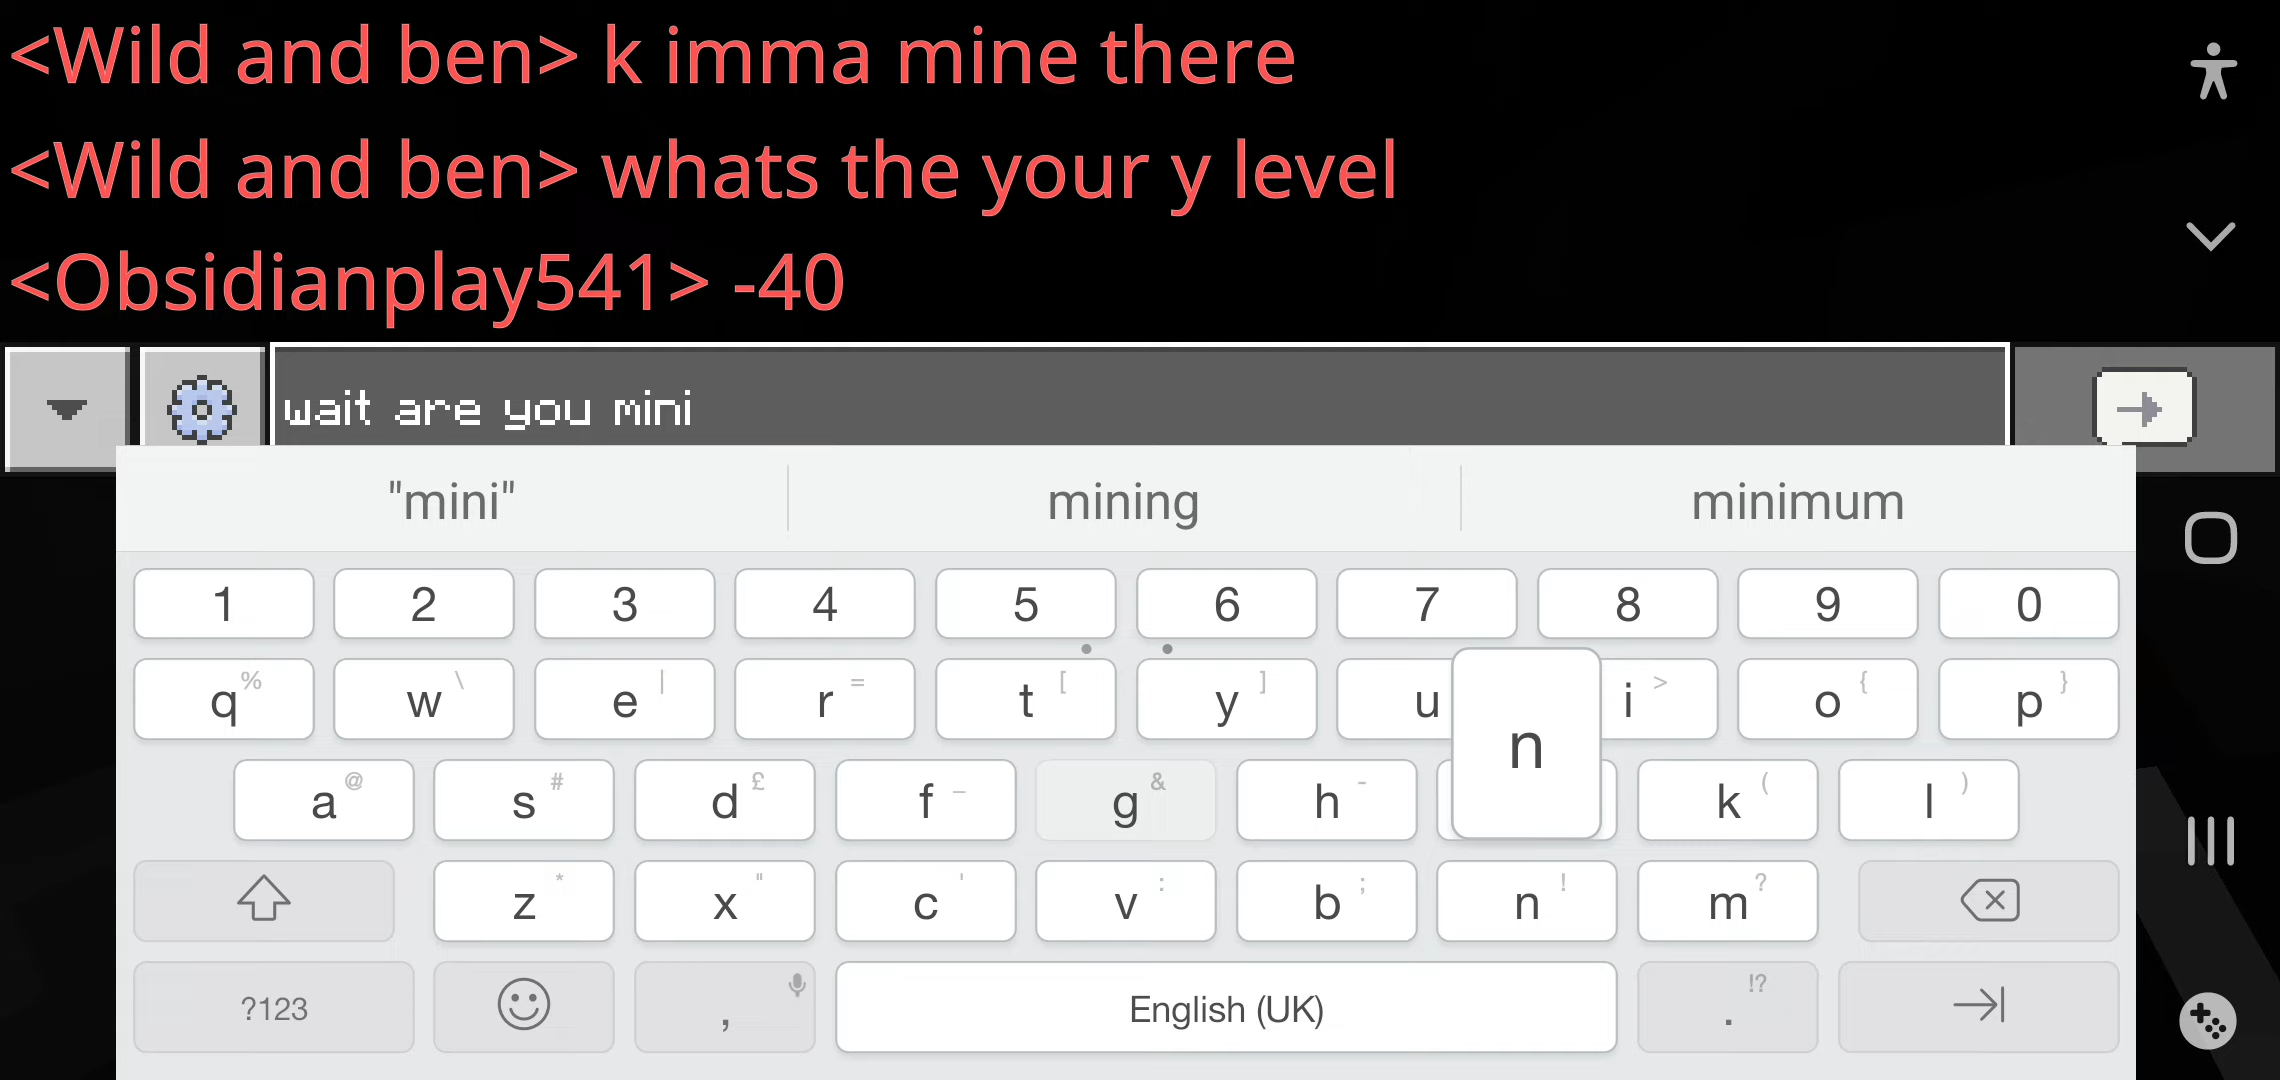 <Wild and ben> k imma mine there
<Wild and ben> whats the your y level
<Obsidianplay541> -40
wait are you mini
"mini" mining minimum
1 2 3 4 5 6 7 8 9 0
q % w \ e | r = t [ y ] u i > o { p }
a @ s # d £ f _ g & h - n k ( l )
z * x " c ' v : b ; n ! m ?
?123 , English (UK) . !?